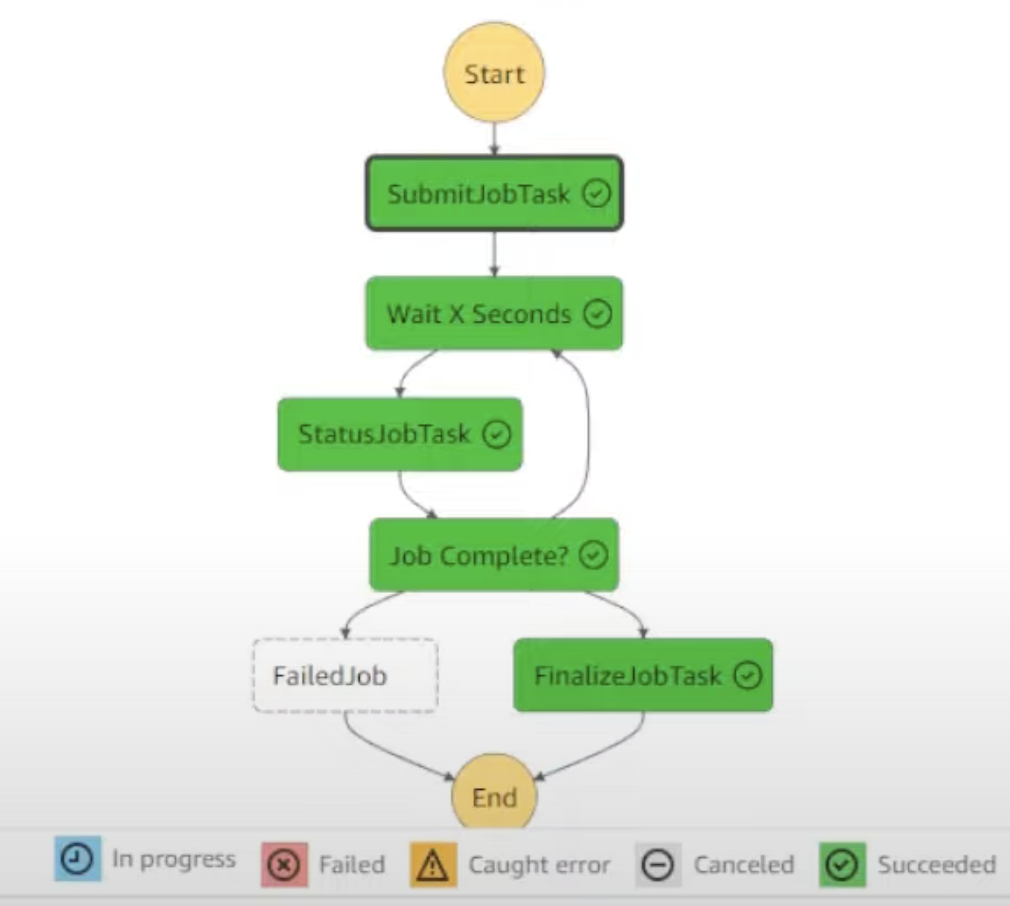 Start
SubmitJobTask
Wait X Seconds
StatusJobTask
Job Complete?
FailedJob
FinalizeJobTask
End
In progress
Failed
Caught error
Canceled
Succeeded